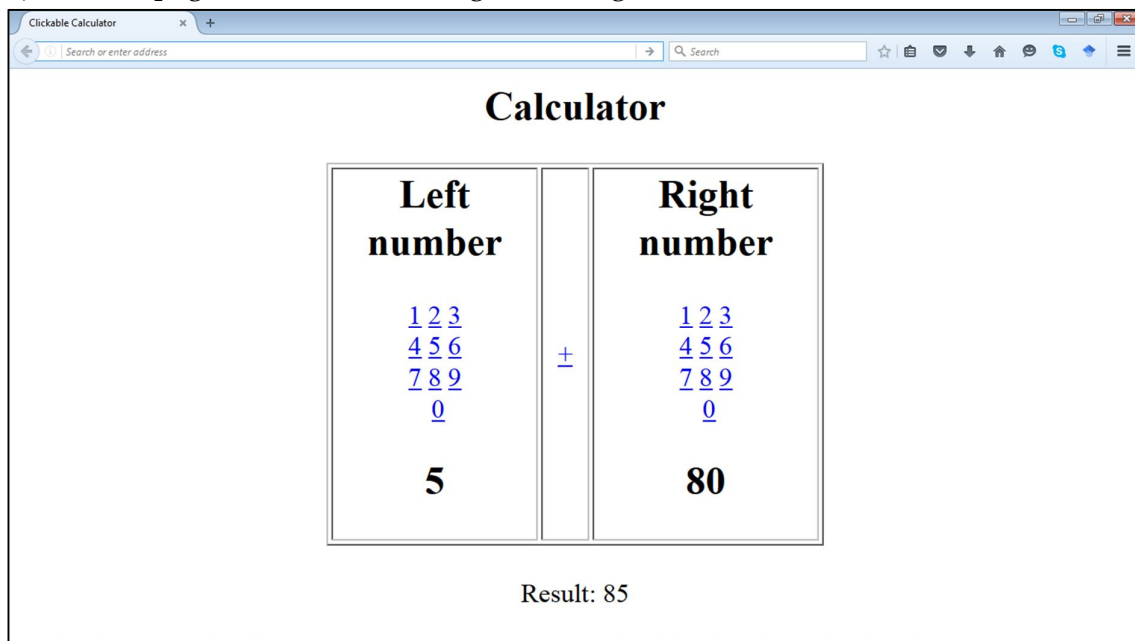 Clickable Calculator
Search or enter address
Search
Calculator
Left
number
1 2 3
4 5 6
7 8 9
0
5
+
Right
number
1 2 3
4 5 6
7 8 9
0
80
Result: 85